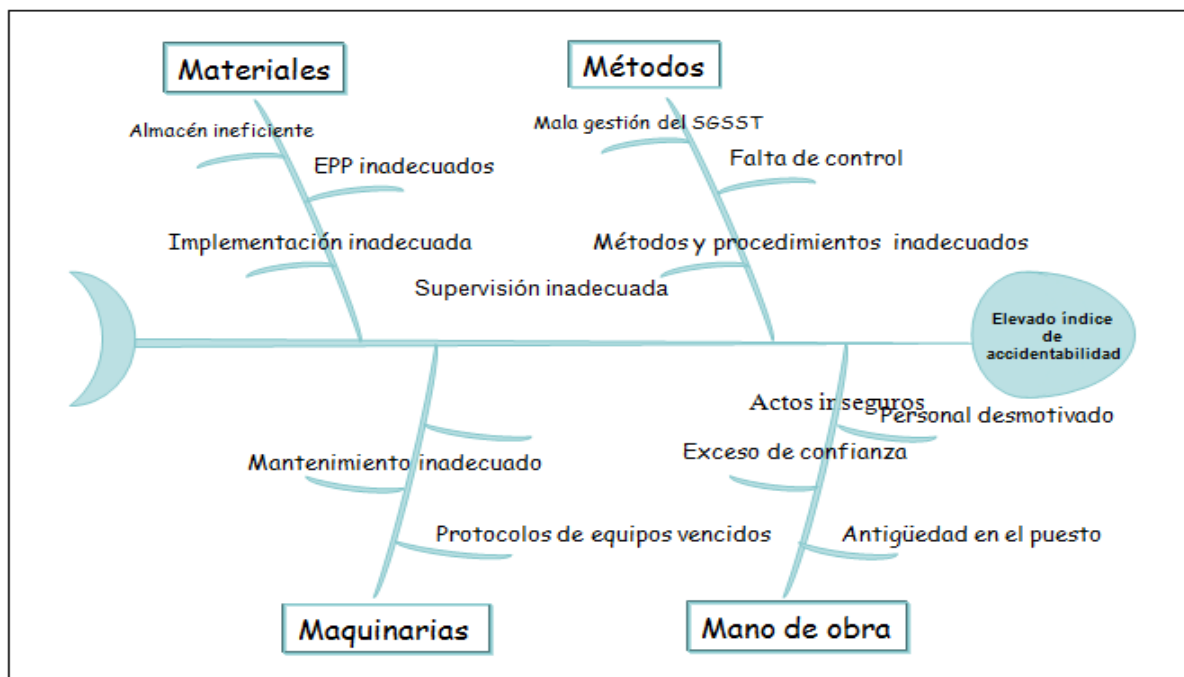 Materiales
Métodos
Almacén ineficiente
Mala gestión del SGSST
EPP inadecuados
Falta de control
Implementación inadecuada
Métodos y procedimientos inadecuados
Supervisión inadecuada
Elevado índice
de
accidentabilidad
Actos inseguros
Personal desmotivado
Exceso de confianza
Mantenimiento inadecuado
Protocolos de equipos vencidos
Antigüedad en el puesto
Maquinarias
Mano de obra